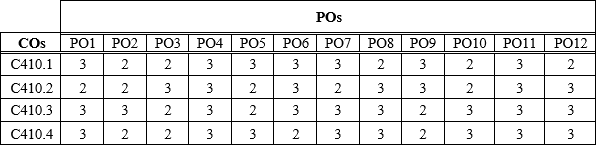 POs
COs PO1 PO2 PO3 PO4 PO5 PO6 PO7 PO8 PO9 PO10 PO11 PO12
C410.1 3 2 2 3 3 3 3 2 3 2 3 2
C410.2 2 2 3 3 2 3 2 3 3 2 3 3
C410.3 3 3 2 3 2 3 3 3 2 3 3 3
C410.4 3 2 2 3 3 2 3 3 2 3 3 3